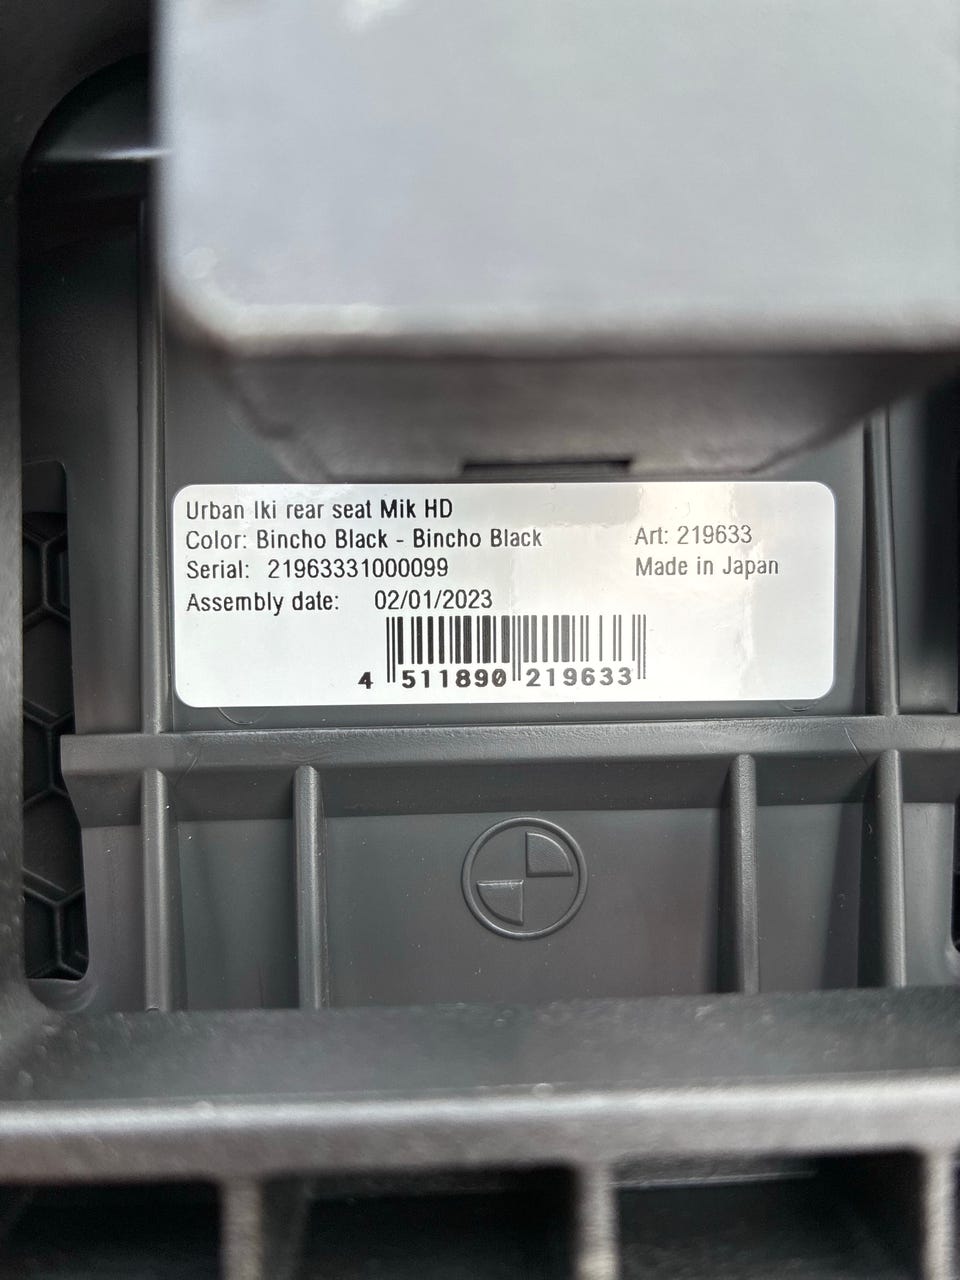 Urban Iki rear seat Mik HD
Color: Bincho Black - Bincho Black
Art: 219633
Serial: 21963331000099
Made in Japan
Assembly date: 02/01/2023
4 511890 219633